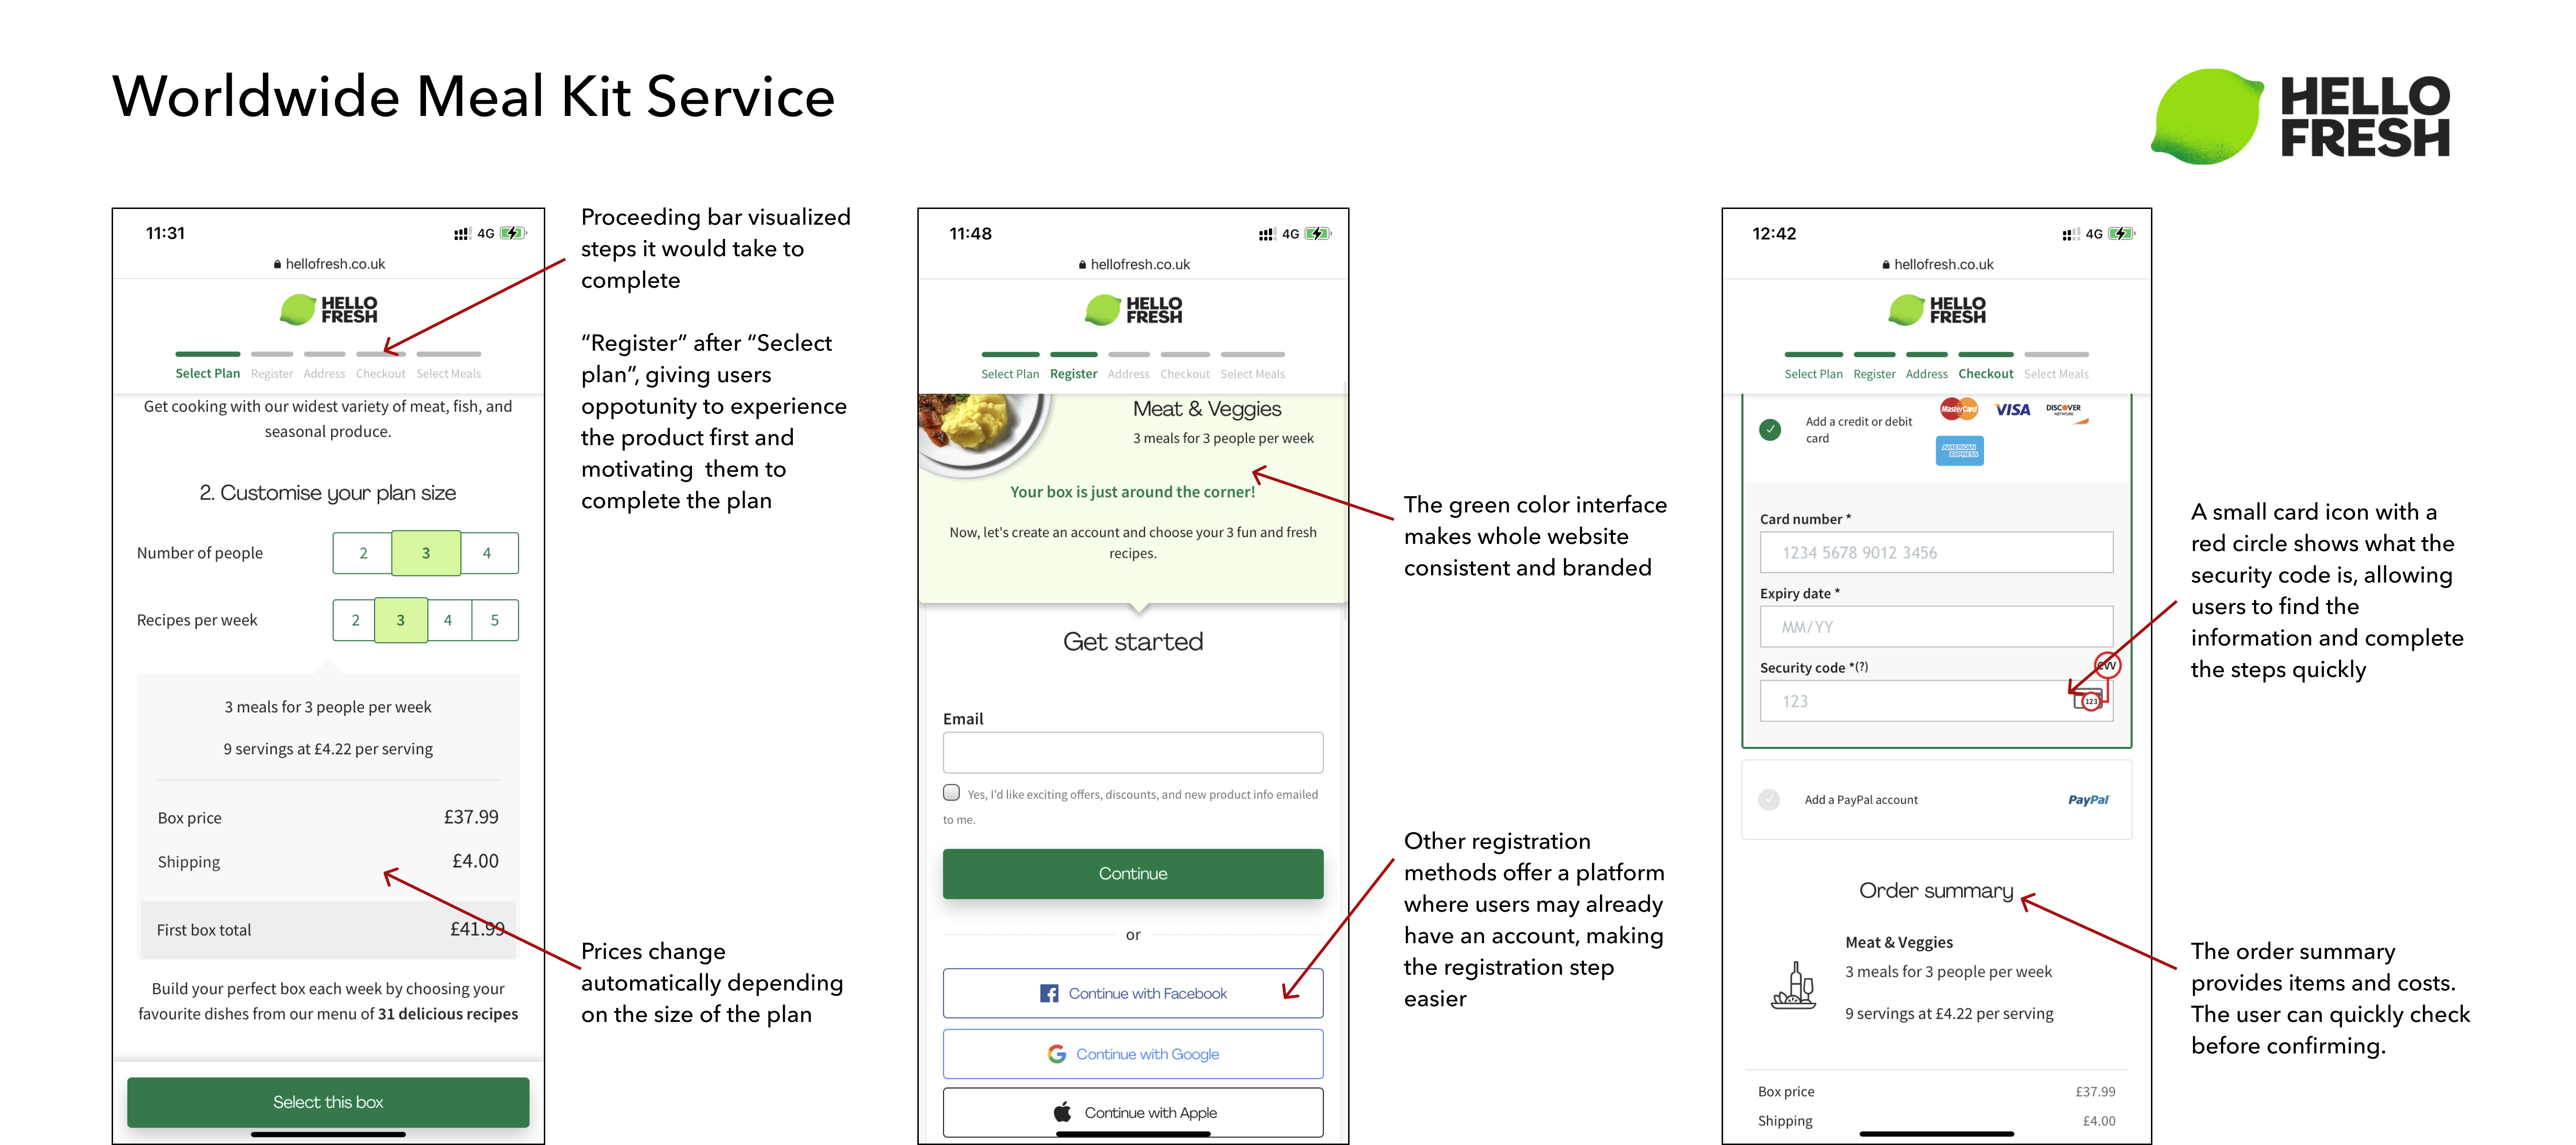 Worldwide Meal Kit Service
HELLO
FRESH
11:31
4G
hellofresh.co.uk
HELLO
FRESH
Select Plan Register Address Checkout Select Meals
Get cooking with our widest variety of meat, fish, and
seasonal produce.
2. Customise your plan size
Number of people 2 3 4
Recipes per week 2 3 4 5
3 meals for 3 people per week
9 servings at £4.22 per serving
Box price £37.99
Shipping £4.00
First box total £41.99
Build your perfect box each week by choosing your
favourite dishes from our menu of 31 delicious recipes
Select this box
Proceeding bar visualized
steps it would take to
complete
“Register” after “Seclect
plan”, giving users
oppotunity to experience
the product first and
motivating  them to
complete the plan
Prices change
automatically depending
on the size of the plan
11:48
4G
hellofresh.co.uk
HELLO
FRESH
Select Plan Register Address Checkout Select Meals
Meat & Veggies
3 meals for 3 people per week
Your box is just around the corner!
Now, let's create an account and choose your 3 fun and fresh
recipes.
Get started
Email
Yes, I'd like exciting offers, discounts, and new product info emailed
to me.
Continue
or
Continue with Facebook
Continue with Google
Continue with Apple
The green color interface
makes whole website
consistent and branded
Other registration
methods offer a platform
where users may already
have an account, making
the registration step
easier
12:42
4G
hellofresh.co.uk
HELLO
FRESH
Select Plan Register Address Checkout Select Meals
Add a credit or debit
card
MasterCard VISA DISCOVER
NETWORK
AMERICAN
EXPRESS
Card number *
1234 5678 9012 3456
Expiry date *
MM/YY
Security code *(?)
CVV
123
123
Add a PayPal account PayPal
Order summary
Meat & Veggies
3 meals for 3 people per week
9 servings at £4.22 per serving
Box price £37.99
Shipping £4.00
A small card icon with a
red circle shows what the
security code is, allowing
users to find the
information and complete
the steps quickly
The order summary
provides items and costs.
The user can quickly check
before confirming.